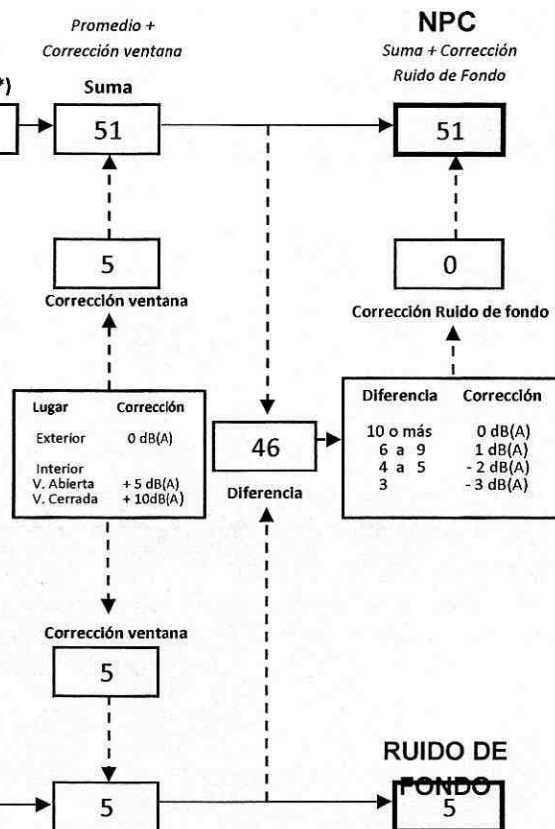 Promedio +
Corrección ventana
NPC
Suma + Corrección
Ruido de Fondo
*)
Suma
51
51
5
0
Corrección ventana
Corrección Ruido de fondo
Lugar Corrección
Exterior 0 dB(A)
Interior
V. Abierta + 5 dB(A)
V. Cerrada + 10dB(A)
46
Diferencia
Diferencia Corrección
10 o más 0 dB(A)
6 a 9 1 dB(A)
4 a 5 - 2 dB(A)
3 - 3 dB(A)
Corrección ventana
5
RUIDO DE
FONDO
5
5